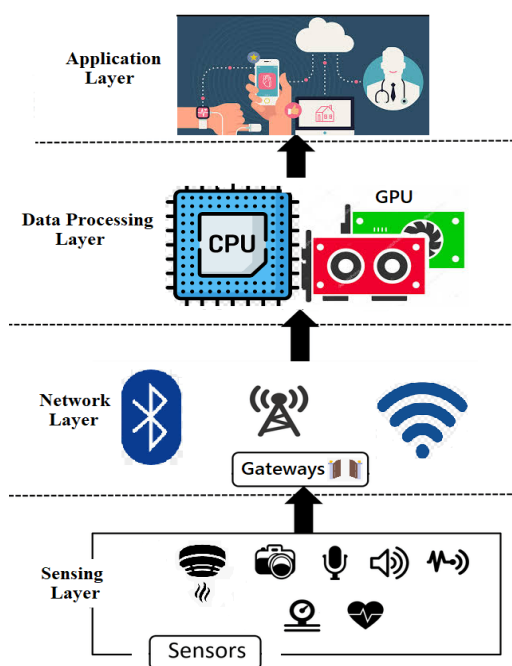 Application
Layer
Data Processing
Layer
CPU
GPU
Network
Layer
Gateways
Sensing
Layer
Sensors